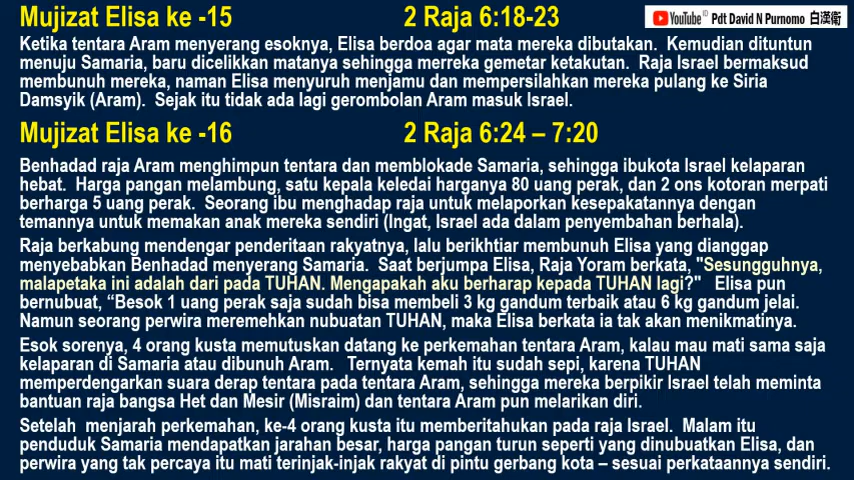 Mujizat Elisa ke -15 2 Raja 6:18-23
YouTube ID Pdt David N Purnomo 白漢衛
Ketika tentara Aram menyerang esoknya, Elisa berdoa agar mata mereka dibutakan. Kemudian dituntun
menuju Samaria, baru dicelikkan matanya sehingga merreka gemetar ketakutan. Raja Israel bermaksud
membunuh mereka, naman Elisa menyuruh menjamu dan mempersilahkan mereka pulang ke Siria
Damsyik (Aram). Sejak itu tidak ada lagi gerombolan Aram masuk Israel.
Mujizat Elisa ke -16 2 Raja 6:24 – 7:20
Benhadad raja Aram menghimpun tentara dan memblokade Samaria, sehingga ibukota Israel kelaparan
hebat. Harga pangan melambung, satu kepala keledai harganya 80 uang perak, dan 2 ons kotoran merpati
berharga 5 uang perak. Seorang ibu menghadap raja untuk melaporkan kesepakatannya dengan
temannya untuk memakan anak mereka sendiri (Ingat, Israel ada dalam penyembahan berhala).
Raja berkabung mendengar penderitaan rakyatnya, lalu berikhtiar membunuh Elisa yang dianggap
menyebabkan Benhadad menyerang Samaria. Saat berjumpa Elisa, Raja Yoram berkata, "Sesungguhnya,
malapetaka ini adalah dari pada TUHAN. Mengapakah aku berharap kepada TUHAN lagi?" Elisa pun
bernubuat, “Besok 1 uang perak saja sudah bisa membeli 3 kg gandum terbaik atau 6 kg gandum jelai.
Namun seorang perwira meremehkan nubuatan TUHAN, maka Elisa berkata ia tak akan menikmatinya.
Esok sorenya, 4 orang kusta memutuskan datang ke perkemahan tentara Aram, kalau mau mati sama saja
kelaparan di Samaria atau dibunuh Aram. Ternyata kemah itu sudah sepi, karena TUHAN
memperdengarkan suara derap tentara pada tentara Aram, sehingga mereka berpikir Israel telah meminta
bantuan raja bangsa Het dan Mesir (Misraim) dan tentara Aram pun melarikan diri.
Setelah menjarah perkemahan, ke-4 orang kusta itu memberitahukan pada raja Israel. Malam itu
penduduk Samaria mendapatkan jarahan besar, harga pangan turun seperti yang dinubuatkan Elisa, dan
perwira yang tak percaya itu mati terinjak-injak rakyat di pintu gerbang kota – sesuai perkataannya sendiri.